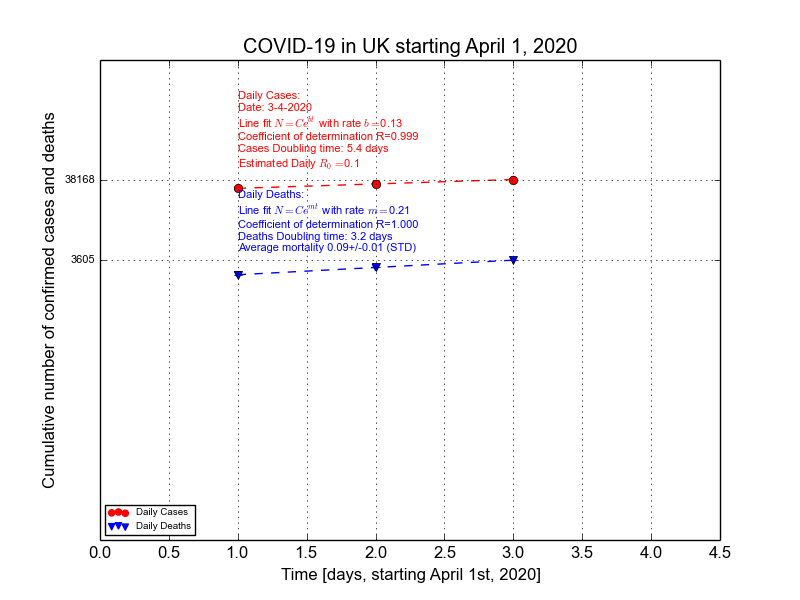 COVID-19 in UK starting April 1, 2020
Daily Cases:
Date: 3-4-2020
Line fit N = Ce^{bt} with rate b = 0.13
Coefficient of determination R=0.999
Cases Doubling time: 5.4 days
Estimated Daily R_0 = 0.1
Daily Deaths:
Line fit N = Ce^{mt} with rate m = 0.21
Coefficient of determination R=1.000
Deaths Doubling time: 3.2 days
Average mortality 0.09+/-0.01 (STD)
38168
3605
Cumulative number of confirmed cases and deaths
Daily Cases
Daily Deaths
0.0 0.5 1.0 1.5 2.0 2.5 3.0 3.5 4.0 4.5
Time [days, starting April 1st, 2020]